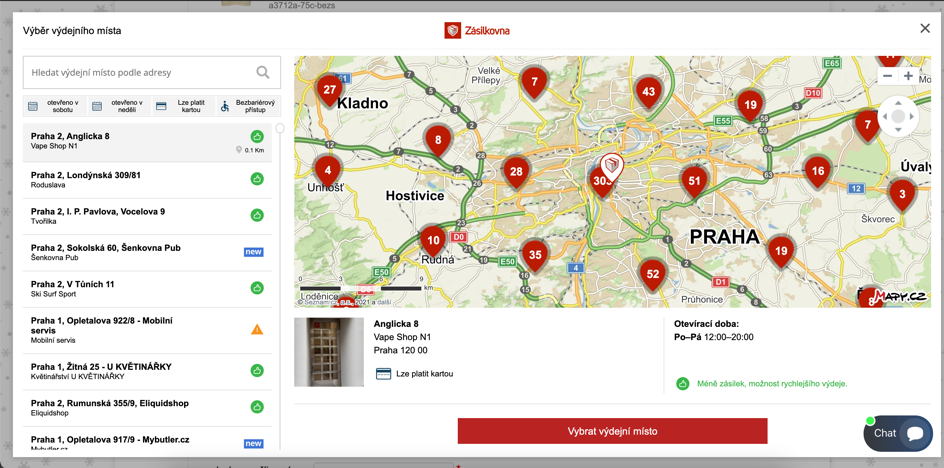 a3712a-75c-bezs
Výběr výdejního místa
Zásilkovna
Hledat výdejní místo podle adresy
otevřeno v sobotu
otevřeno v neděli
Lze platit kartou
Bezbariérový přístup
Praha 2, Anglicka 8
Vape Shop N1
0.1 Km
Praha 2, Londýnská 309/81
Roduslava
Praha 2, I. P. Pavlova, Vocelova 9
Tvořilka
Praha 2, Sokolská 60, Šenkovna Pub
Šenkovna Pub
new
Praha 2, V Tůních 11
Ski Surf Sport
Praha 1, Opletalova 922/8 - Mobilní
servis
Mobilní servis
Praha 1, Žitná 25 - U KVĚTINÁŘKY
Květinářství U KVĚTINÁŘKY
Praha 2, Rumunská 355/9, Eliquidshop
Eliquidshop
Praha 1, Opletalova 917/9 - Mybutler.cz
Mybutler.cz
new
Velké
Přílepy
E65
27
61
7
43
D10
Kladno
19
E55
7
8
4
28
303
51
16
Unhošť
Hostivice
12
3
Úvaly
Škvorec
10
D0
Rudná
E50
35
4
PRAHA
19
52
D1
E50
Průhonice
0
3
km
Loděnice
© Seznam.cz, a.s., 2021 a další
8
Mapy.cz
Anglicka 8
Vape Shop N1
Praha 120 00
Lze platit kartou
Otevírací doba:
Po–Pá 12:00–20:00
Méně zásilek, možnost rychlejšího výdeje.
Vybrat výdejní místo
Chat